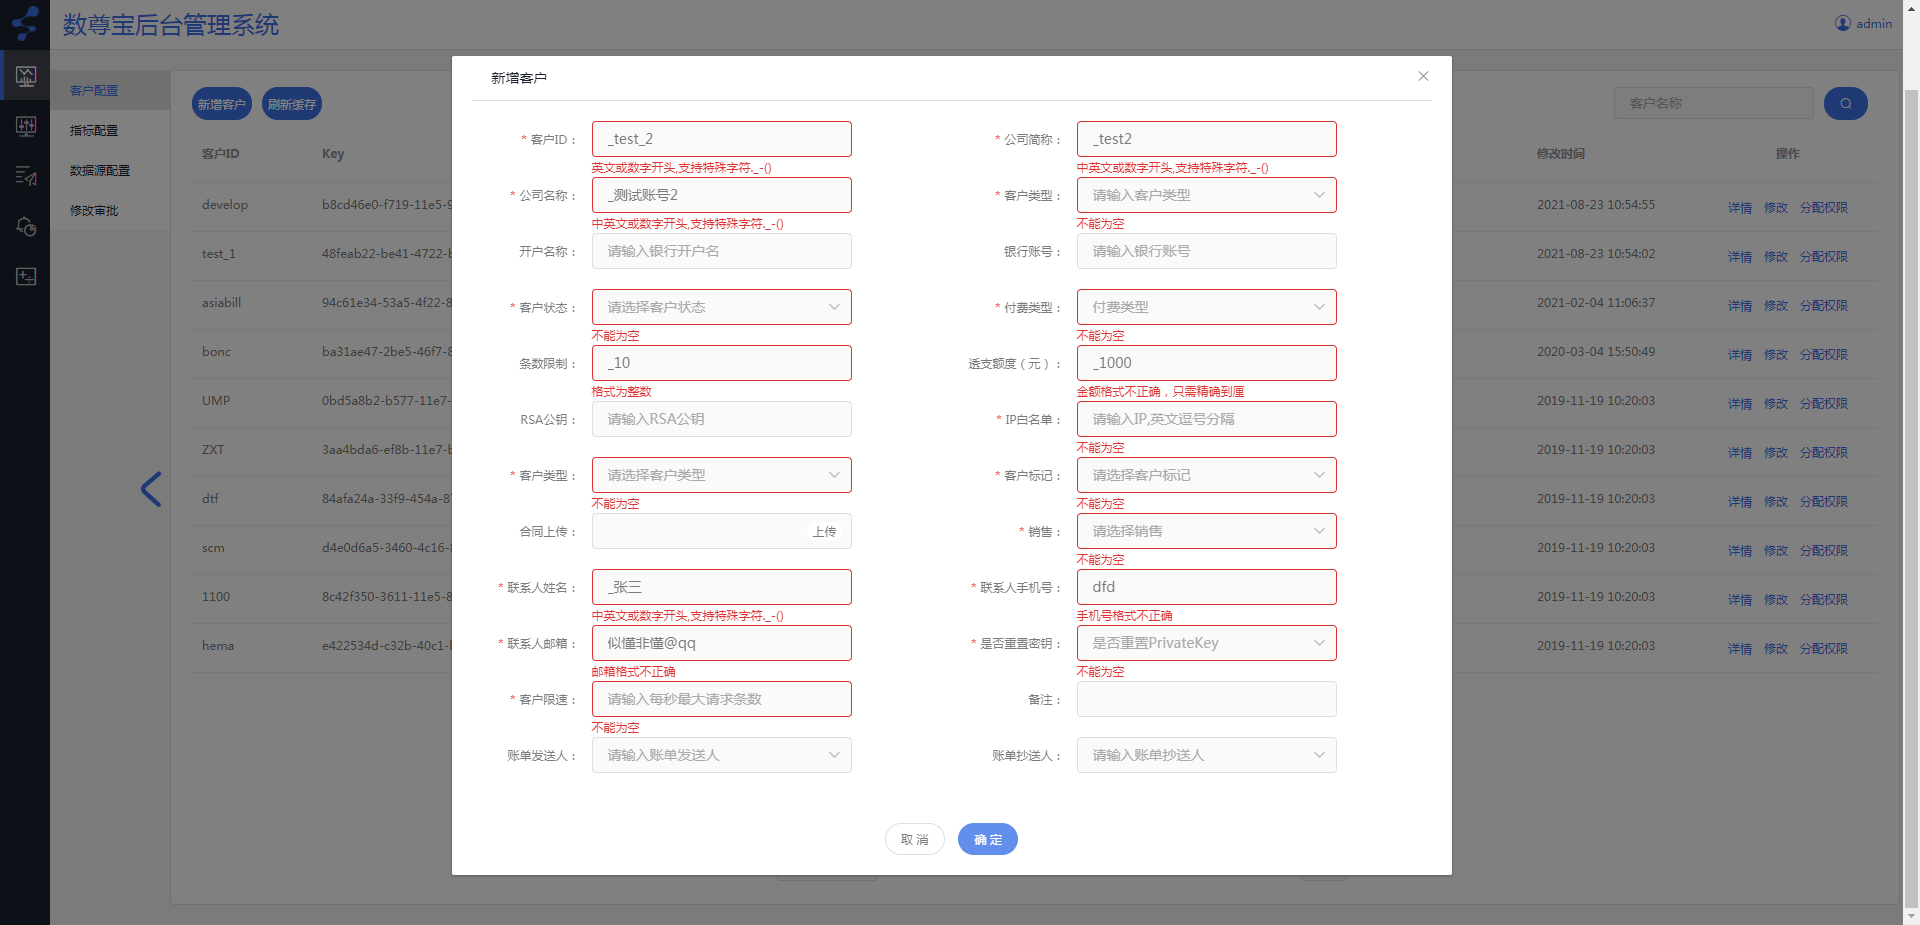 数尊宝后台管理系统
admin
客户配置
指标配置
数据源配置
修改审批
新增客户
刷新缓存
客户名称
客户ID
Key
修改时间
操作
develop
b8cd46e0-f719-11e5-9
2021-08-23 10:54:55
详情 修改 分配权限
test_1
48feab22-be41-4722-b
2021-08-23 10:54:02
详情 修改 分配权限
asiabill
94c61e34-53a5-4f22-8
2021-02-04 11:06:37
详情 修改 分配权限
bonc
ba31ae47-2be5-46f7-8
2020-03-04 15:50:49
详情 修改 分配权限
UMP
0bd5a8b2-b577-11e7-
2019-11-19 10:20:03
详情 修改 分配权限
ZXT
3aa4bda6-ef8b-11e7-b
2019-11-19 10:20:03
详情 修改 分配权限
dtf
84afa24a-33f9-454a-87
2019-11-19 10:20:03
详情 修改 分配权限
scm
d4e0d6a5-3460-4c16-8
2019-11-19 10:20:03
详情 修改 分配权限
1100
8c42f350-3611-11e5-8
2019-11-19 10:20:03
详情 修改 分配权限
hema
e422534d-c32b-40c1-b
2019-11-19 10:20:03
详情 修改 分配权限
新增客户
* 客户ID：
_test_2
英文或数字开头,支持特殊字符._-()
* 公司简称：
_test2
中英文或数字开头,支持特殊字符._-()
* 公司名称：
_测试账号2
中英文或数字开头,支持特殊字符._-()
* 客户类型：
请输入客户类型
不能为空
开户名称：
请输入银行开户名
银行账号：
请输入银行账号
* 客户状态：
请选择客户状态
不能为空
* 付费类型：
付费类型
不能为空
条数限制：
_10
格式为整数
透支额度（元）：
_1000
金额格式不正确，只需精确到厘
RSA公钥：
请输入RSA公钥
* IP白名单：
请输入IP,英文逗号分隔
不能为空
* 客户类型：
请选择客户类型
不能为空
* 客户标记：
请选择客户标记
不能为空
合同上传：
上传
* 销售：
请选择销售
不能为空
* 联系人姓名：
_张三
中英文或数字开头,支持特殊字符._-()
* 联系人手机号：
dfd
手机号格式不正确
* 联系人邮箱：
似懂非懂@qq
邮箱格式不正确
* 是否重置密钥：
是否重置PrivateKey
不能为空
* 客户限速：
请输入每秒最大请求条数
不能为空
备注：
账单发送人：
请输入账单发送人
账单抄送人：
请输入账单抄送人
取消
确定